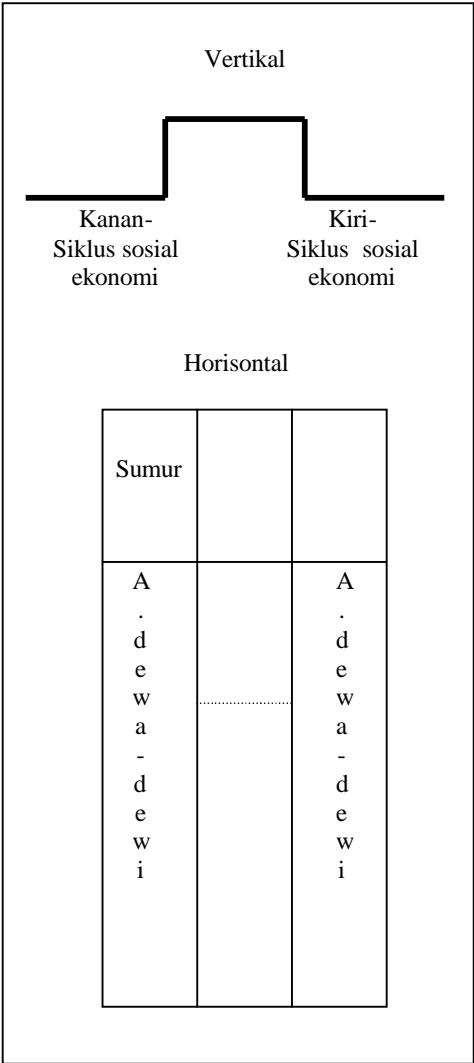 Vertikal
Kanan-
Siklus sosial
ekonomi
Kiri-
Siklus sosial
ekonomi
Horisontal
Sumur
A
.
d
e
w
a
-
d
e
w
i
A
.
d
e
w
a
-
d
e
w
i